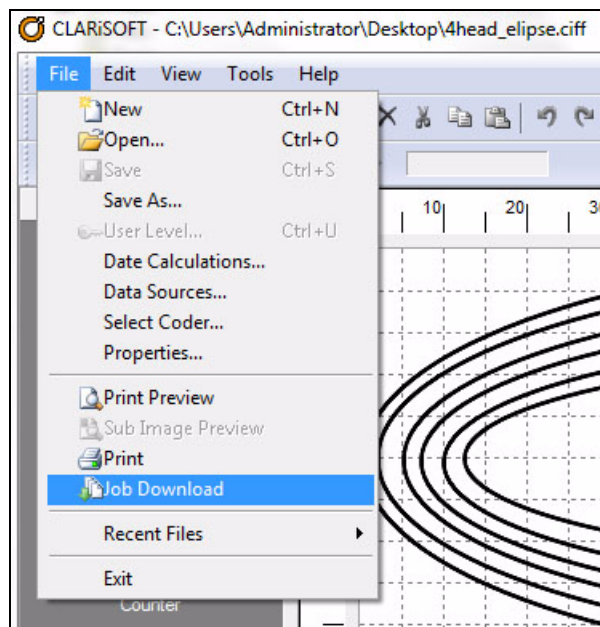 CLARiSOFT - C:\Users\Administrator\Desktop\4head_elipse.ciff
File Edit View Tools Help
New Ctrl+N
Open... Ctrl+O
Save Ctrl+S
Save As...
User Level... Ctrl+U
Date Calculations...
Data Sources...
Select Coder...
Properties...
Print Preview
Sub Image Preview
Print
Job Download
Recent Files
Exit
Counter
10 20